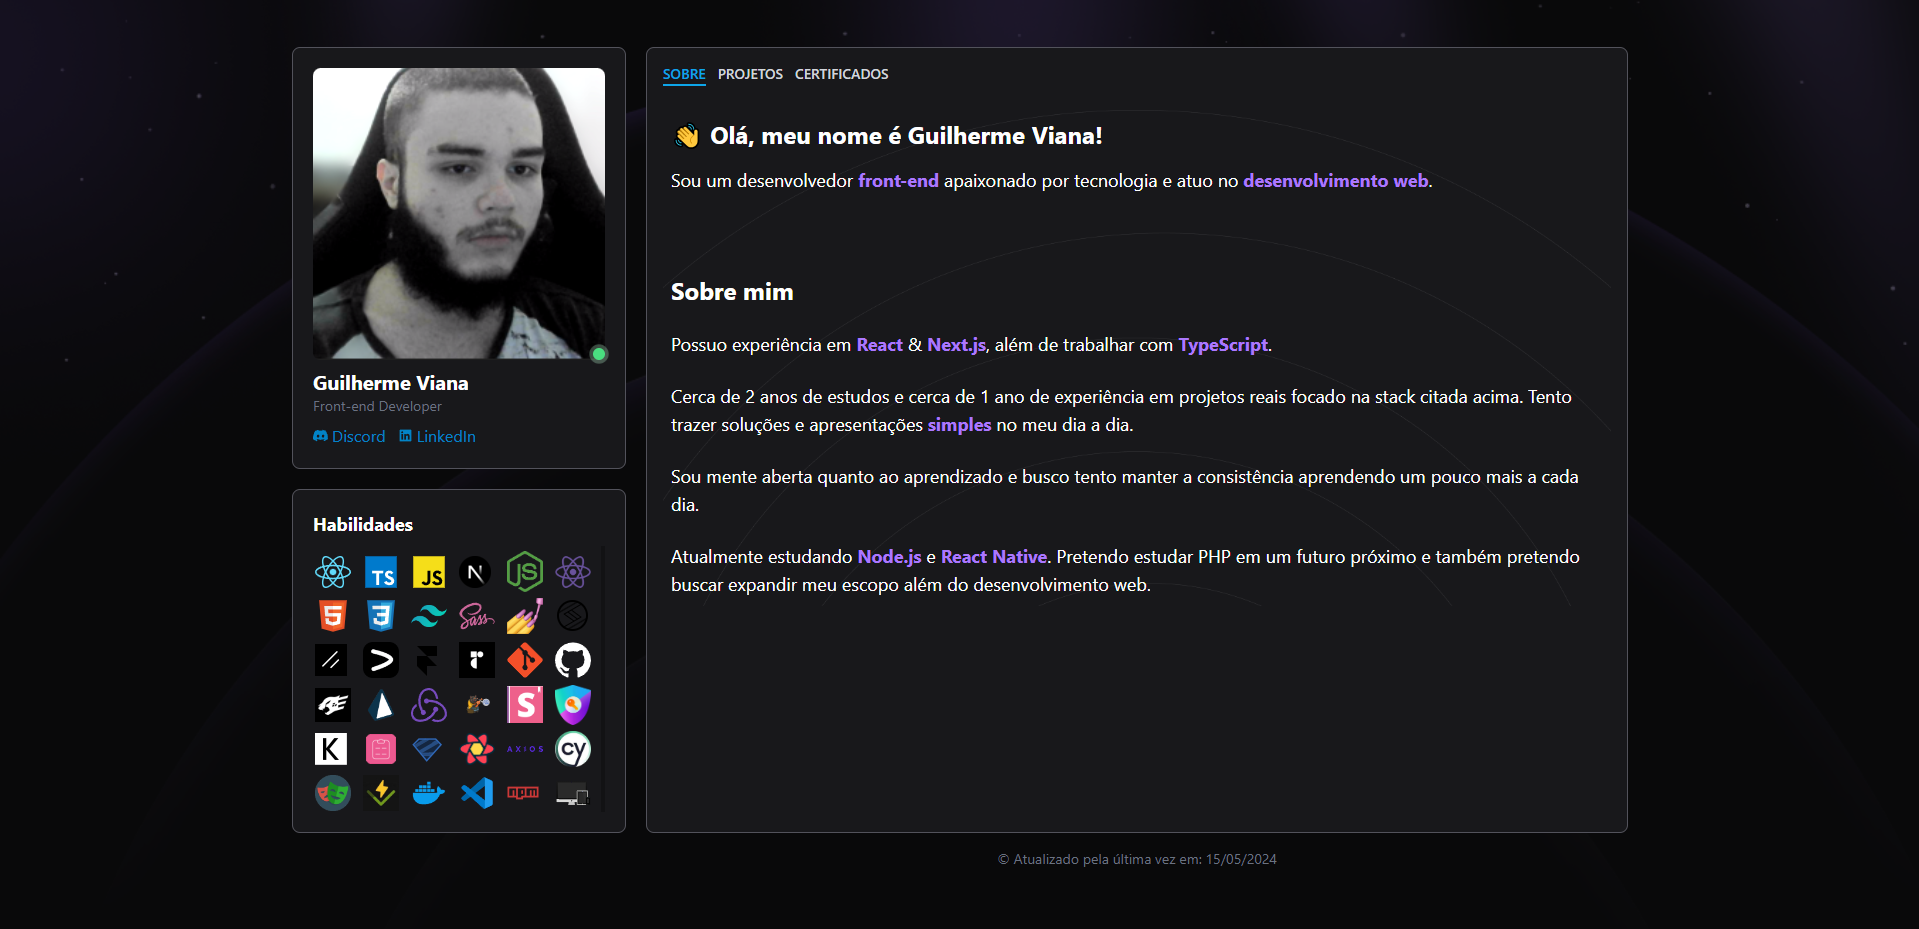 SOBRE PROJETOS CERTIFICADOS
👋 Olá, meu nome é Guilherme Viana!
Sou um desenvolvedor front-end apaixonado por tecnologia e atuo no desenvolvimento web.
Sobre mim
Possuo experiência em React & Next.js, além de trabalhar com TypeScript.
Cerca de 2 anos de estudos e cerca de 1 ano de experiência em projetos reais focado na stack citada acima. Tento
trazer soluções e apresentações simples no meu dia a dia.
Sou mente aberta quanto ao aprendizado e busco tento manter a consistência aprendendo um pouco mais a cada
dia.
Atualmente estudando Node.js e React Native. Pretendo estudar PHP em um futuro próximo e também pretendo
buscar expandir meu escopo além do desenvolvimento web.
Guilherme Viana
Front-end Developer
Discord LinkedIn
Habilidades
TS JS N JS
5 3 Sass
r
S
K AXIOS cy
npm
© Atualizado pela última vez em: 15/05/2024